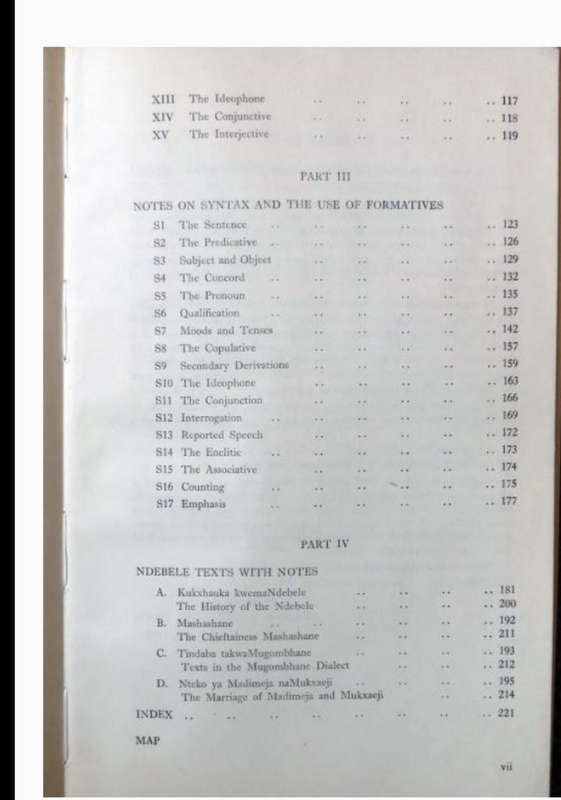 XIII The Ideophone .. .. .. .. .. 117
XIV The Conjunctive .. .. .. .. .. 118
XV The Interjective .. .. .. .. .. 119
PART III
NOTES ON SYNTAX AND THE USE OF FORMATIVES
S1 The Sentence .. .. .. .. .. .. 123
S2 The Predicative .. .. .. .. .. .. 126
S3 Subject and Object .. .. .. .. .. 129
S4 The Concord .. .. .. .. .. .. 132
S5 The Pronoun .. .. .. .. .. .. 135
S6 Qualification .. .. .. .. .. .. 137
S7 Moods and Tenses .. .. .. .. .. 142
S8 The Copulative .. .. .. .. .. 157
S9 Secondary Derivations .. .. .. .. .. 159
S10 The Ideophone .. .. .. .. .. 163
S11 The Conjunction .. .. .. .. .. 166
S12 Interrogation .. .. .. .. .. .. 169
S13 Reported Speech .. .. .. .. .. 172
S14 The Enclitic .. .. .. .. .. .. 173
S15 The Associative .. .. .. .. .. 174
S16 Counting .. .. .. .. .. .. 175
S17 Emphasis .. .. .. .. .. .. 177
PART IV
NDEBELE TEXTS WITH NOTES
A. Kukxhauka kwemaNdebele .. .. .. .. 181
The History of the Ndebele .. .. .. .. 200
B. Mashashane .. .. .. .. .. .. 192
The Chieftainess Mashashane .. .. .. .. 211
C. Tindaba takwaMugombhane .. .. .. .. 193
Texts in the Mugombhane Dialect .. .. .. 212
D. Nteko ya Madimeja naMukxaeji .. .. .. .. 195
The Marriage of Madimeja and Mukxaeji .. .. 214
INDEX .. .. .. .. .. .. .. .. 221
MAP
vii